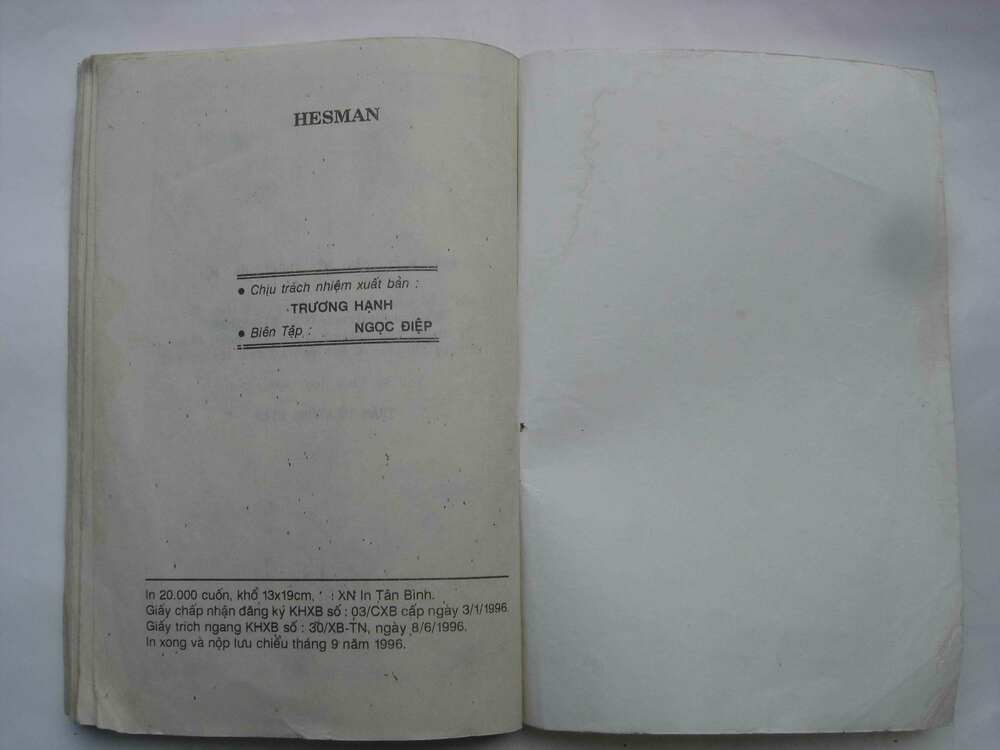 HESMAN
• Chịu trách nhiệm xuất bản :
TRƯƠNG HẠNH
• Biên Tập : NGỌC ĐIỆP
In 20.000 cuốn, khổ 13x19cm, XN In Tân Bình.
Giấy chấp nhận đăng ký KHXB số : 03/CXB cấp ngày 3/1/1996
Giấy trích ngang KHXB số : 30/XB-TN, ngày 8/6/1996.
In xong và nộp lưu chiểu tháng 9 năm 1996.